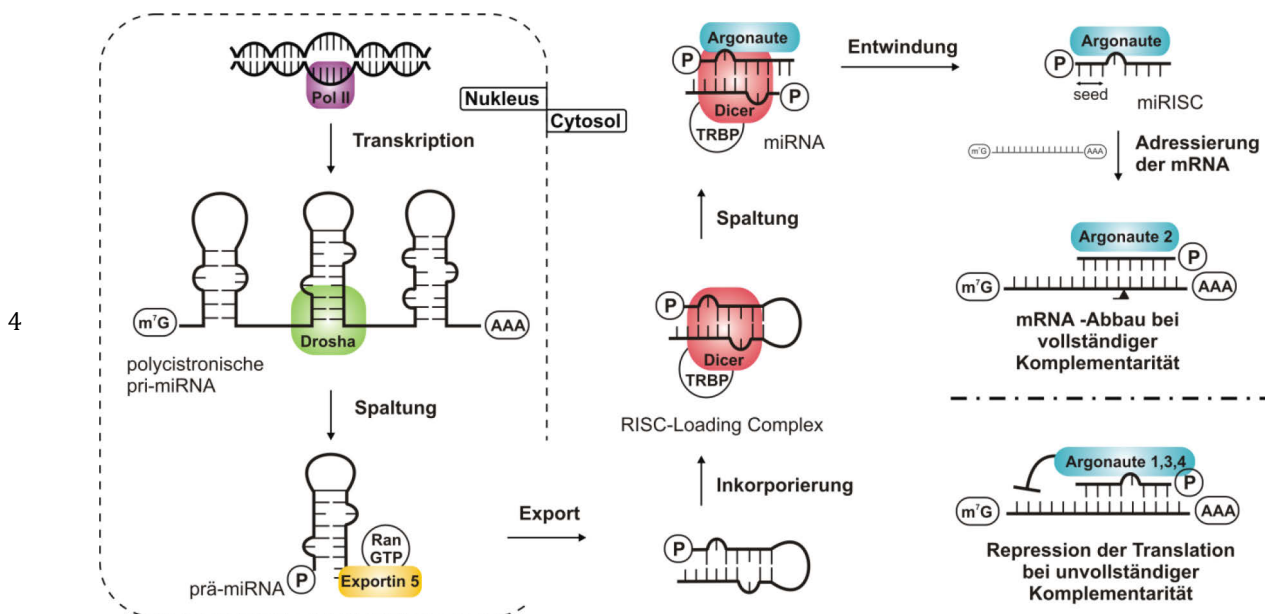 4
Pol II
Nukleus
Cytosol
Transkription
m⁷G
AAA
Drosha
polycistronische
pri-miRNA
Spaltung
Ran
GTP
Exportin 5
P
prä-miRNA
Export
P
Inkorporierung
RISC-Loading Complex
P
Dicer
TRBP
Spaltung
Argonaute
P
P
Dicer
TRBP
miRNA
Entwindung
Argonaute
P
seed
miRISC
m⁷G
AAA
Adressierung
der mRNA
Argonaute 2
P
m⁷G
AAA
mRNA -Abbau bei
vollständiger
Komplementarität
Argonaute 1,3,4
P
m⁷G
AAA
Repression der Translation
bei unvollständiger
Komplementarität